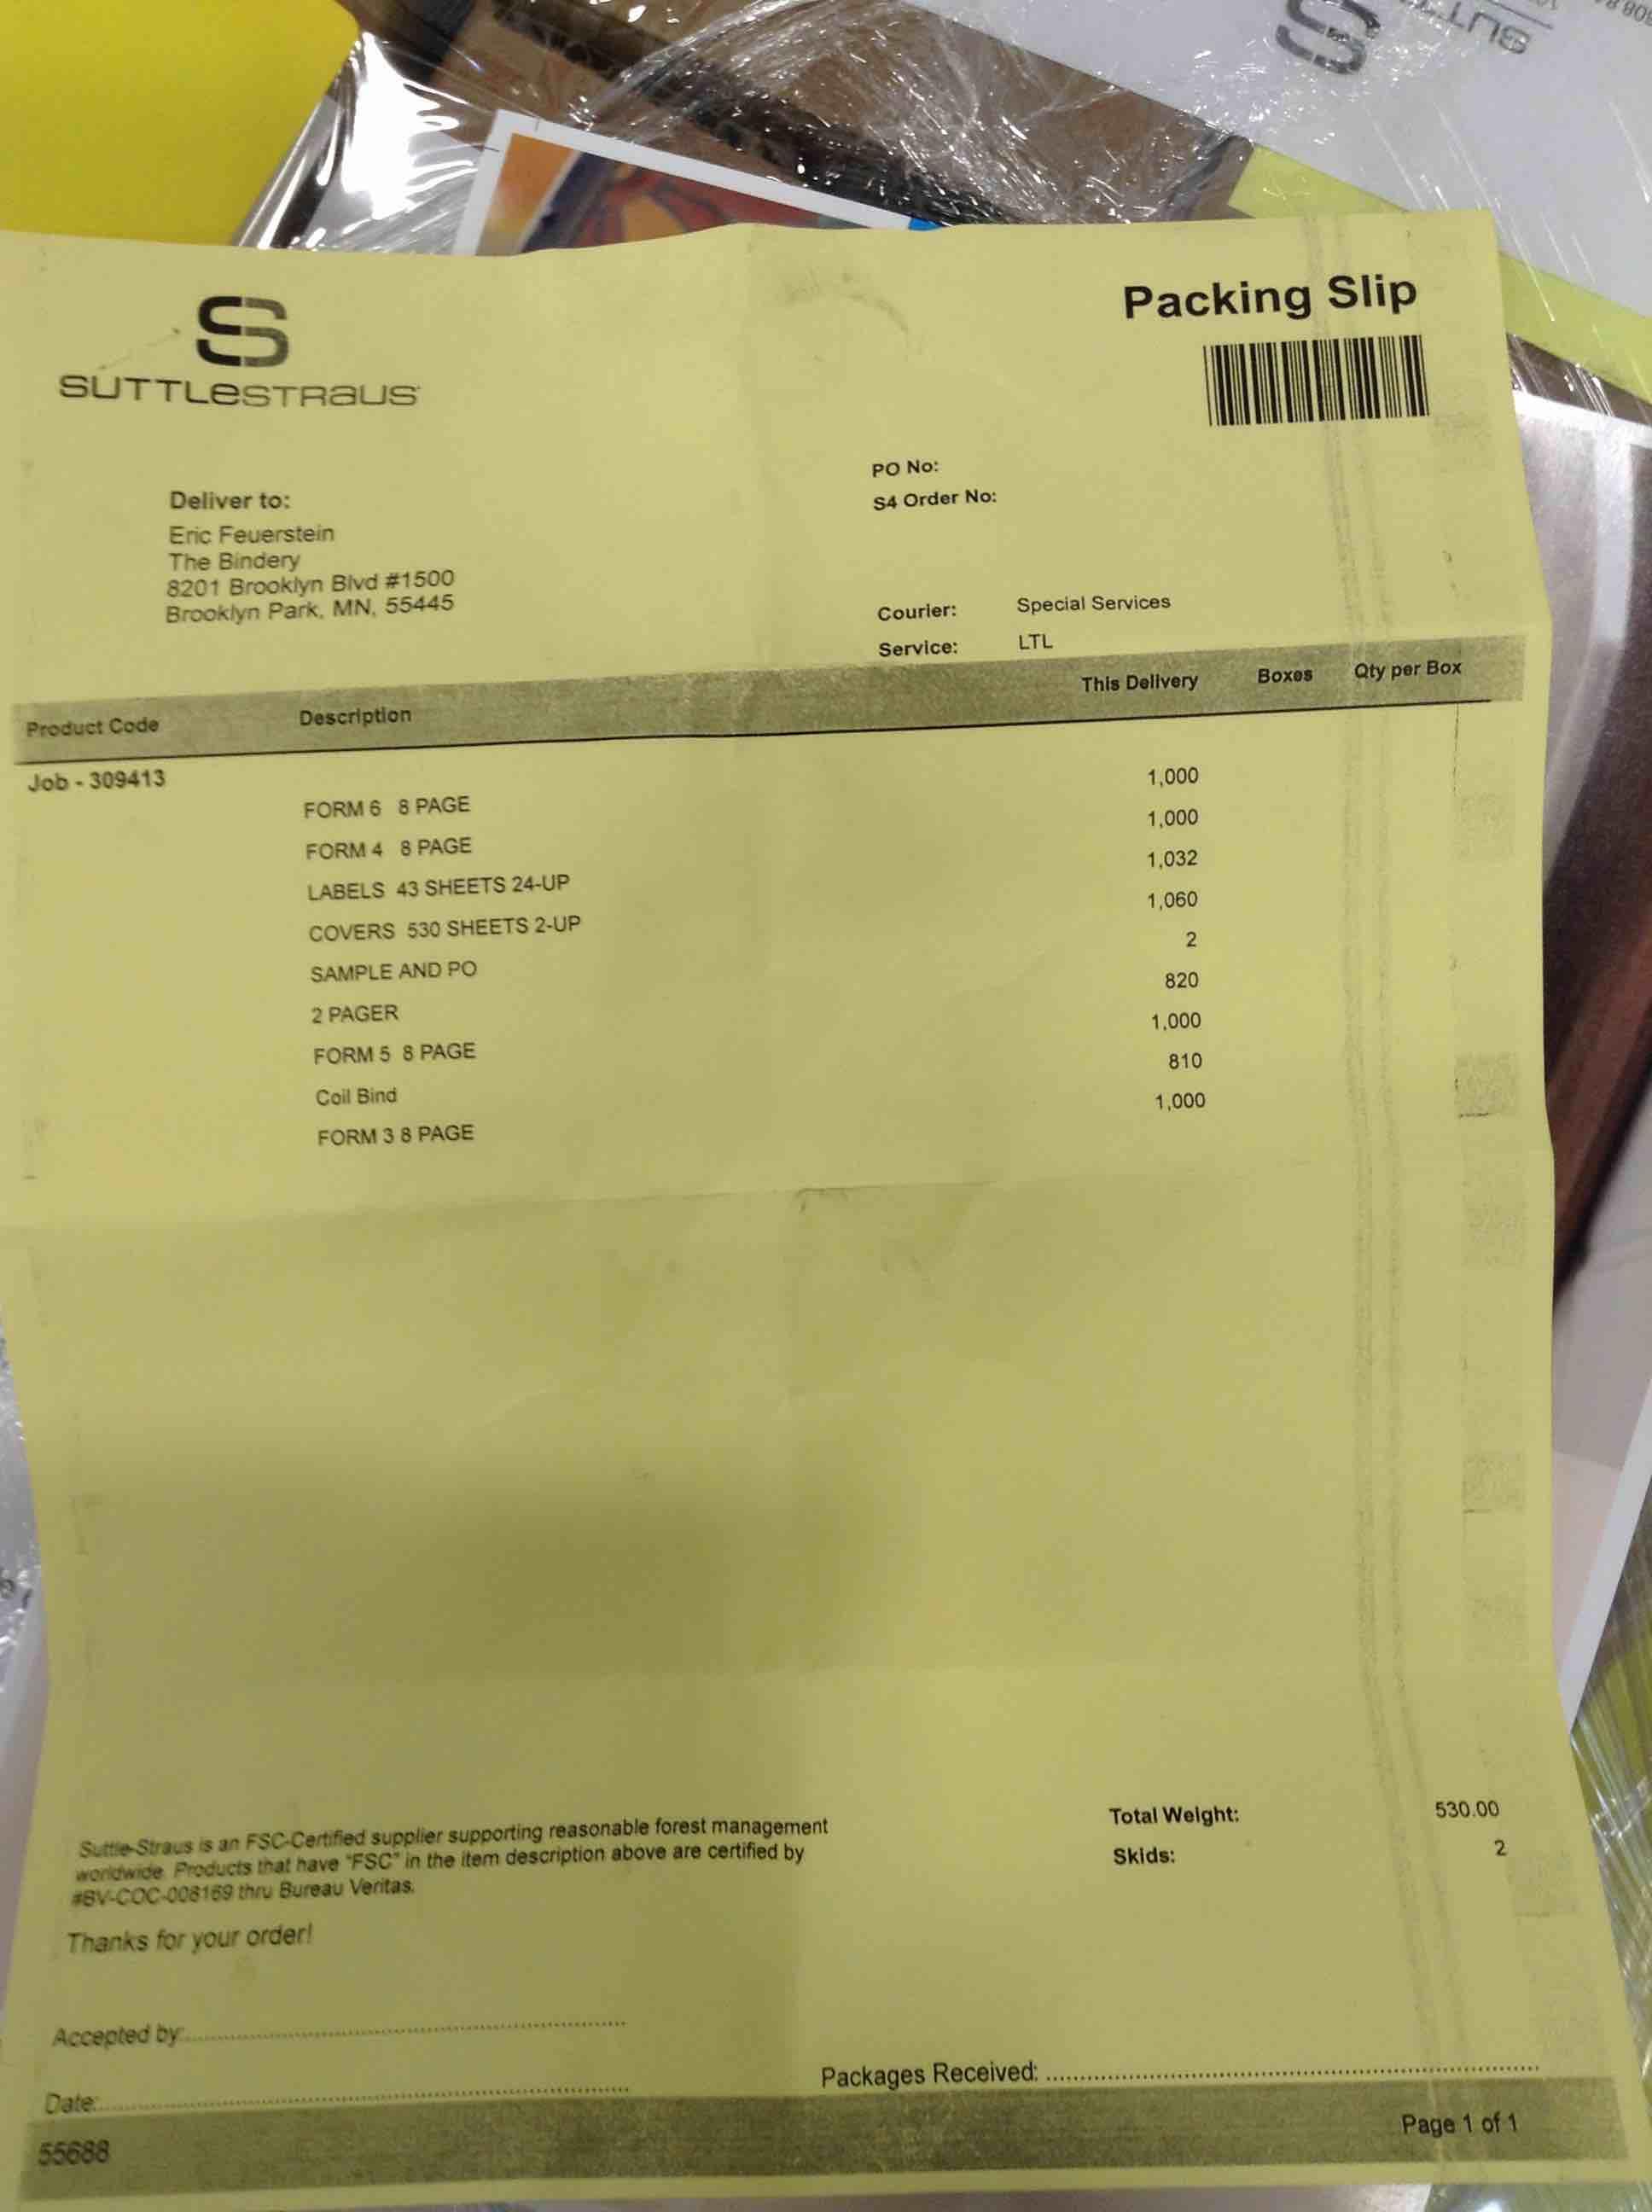 SUTTLESTRAUS
Packing Slip
PO No:
S4 Order No:
Deliver to:
Eric Feuerstein
The Bindery
8201 Brooklyn Blvd #1500
Brooklyn Park, MN, 55445
Courier: Special Services
Service: LTL
Product Code Description This Delivery Boxes Qty per Box
Job - 309413
FORM 6 8 PAGE 1,000
FORM 4 8 PAGE 1,000
LABELS 43 SHEETS 24-UP 1,032
COVERS 530 SHEETS 2-UP 1,060
SAMPLE AND PO 2
2 PAGER 820
FORM 5 8 PAGE 1,000
Coil Bind 810
FORM 3 8 PAGE 1,000
Suttle-Straus is an FSC-Certified supplier supporting reasonable forest management
worldwide. Products that have "FSC" in the item description above are certified by
#BV-COC-008169 thru Bureau Veritas.
Total Weight: 530.00
Skids: 2
Thanks for your order!
Accepted by:
Date:
Packages Received:
55688
Page 1 of 1